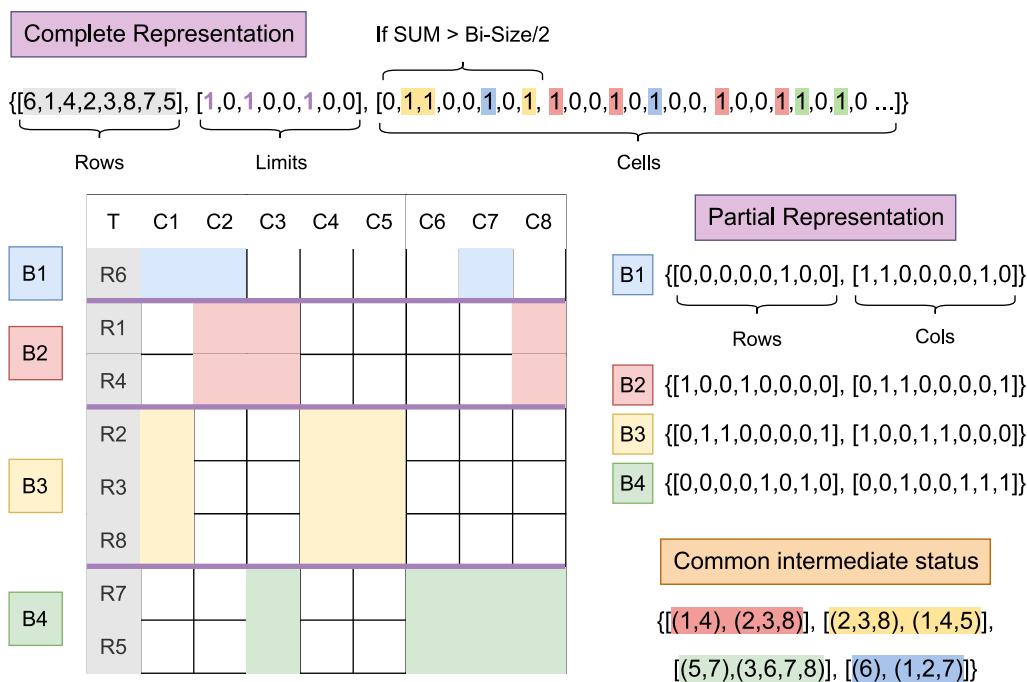 Complete Representation
If SUM > Bi-Size/2
{[6,1,4,2,3,8,7,5], [1,0,1,0,0,1,0,0], [0,1,1,0,0,1,0,1, 1,0,0,1,0,1,0,0, 1,0,0,1,1,0,1,0 ...]}
Rows
Limits
Cells
T C1 C2 C3 C4 C5 C6 C7 C8
B1
R6
B2
R1
R4
B3
R2
R3
R8
B4
R7
R5
Partial Representation
B1 {[0,0,0,0,0,1,0,0], [1,1,0,0,0,0,1,0]}
Rows
Cols
B2 {[1,0,0,1,0,0,0,0], [0,1,1,0,0,0,0,1]}
B3 {[0,1,1,0,0,0,0,1], [1,0,0,1,1,0,0,0]}
B4 {[0,0,0,0,1,0,1,0], [0,0,1,0,0,1,1,1]}
Common intermediate status
{[(1,4), (2,3,8)], [(2,3,8), (1,4,5)],
[(5,7),(3,6,7,8)], [(6), (1,2,7)]}